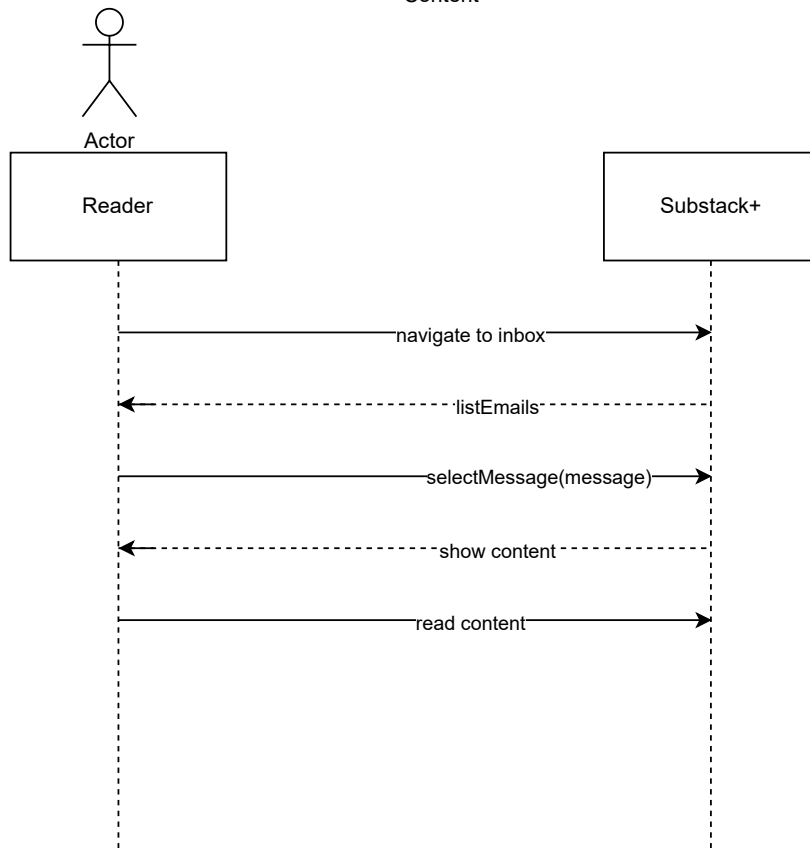 Content
Actor
Reader
Substack+
navigate to inbox
listEmails
selectMessage(message)
show content
read content